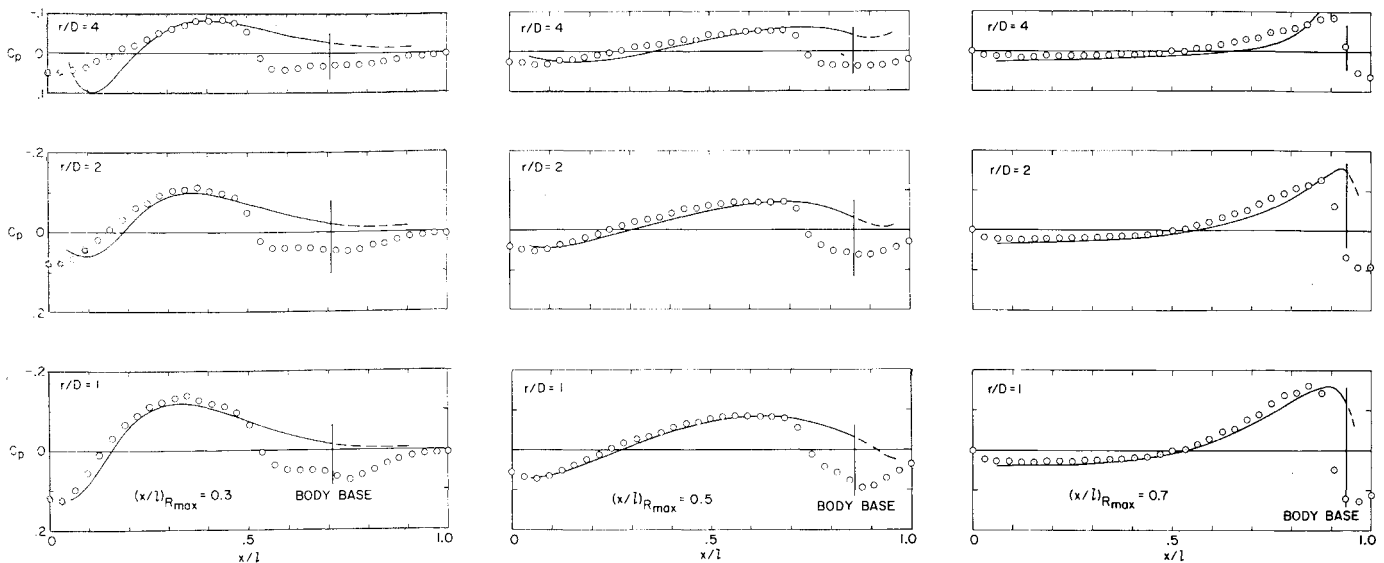 -.1
r/D = 4
r/D = 4
r/D = 4
Cp 0
.1
-.2
r/D = 2
r/D = 2
r/D = 2
Cp 0
.2
-.2
r/D = 1
r/D = 1
r/D = 1
Cp 0
(x/l)Rmax = 0.3 BODY BASE
(x/l)Rmax = 0.5 BODY BASE
(x/l)Rmax = 0.7 BODY BASE
.2
0 .5 1.0
0 .5 1.0
0 .5 1.0
x/l
x/l
x/l